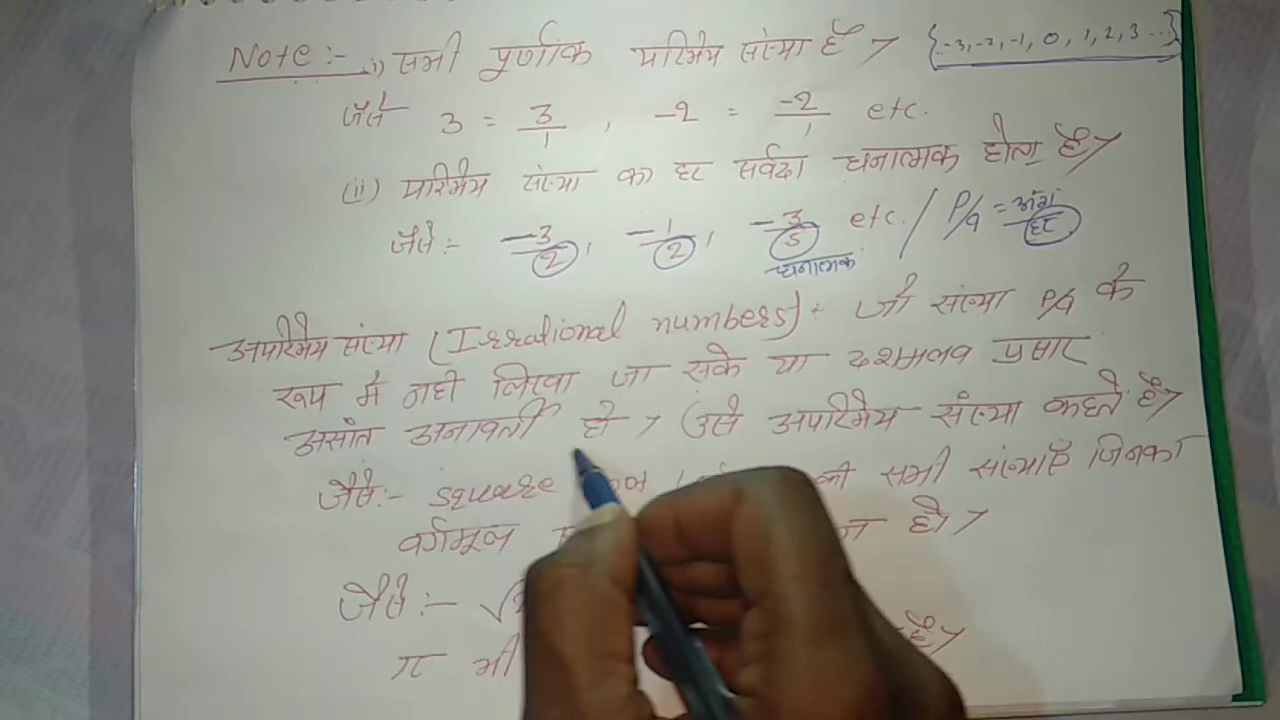 Note :- i) सभी पूर्णांक परिमेय संख्या है > {..-3, -2, -1, 0, 1, 2, 3 ...}
जैसे 3 = 3/1 , -2 = -2/1 etc.
(ii) परिमेय संख्या का हर सर्वदा धनात्मक होता है >
जैसे :- -3/2 , -1/2 , -3/5 etc. / P/q = अंश/हर
धनात्मक
अपरिमेय संख्या (Irrational numbers) :- जो संख्या P/q के
रूप में नहीं लिखा जा सके या दशमलव प्रसार
असांत अनावर्ती हो > उसे अपरिमेय संख्या कहते है >
जैसे :- square की सभी संख्याएँ जिनका
वर्गमूल न हो >
जैसे :- √
π भी है >